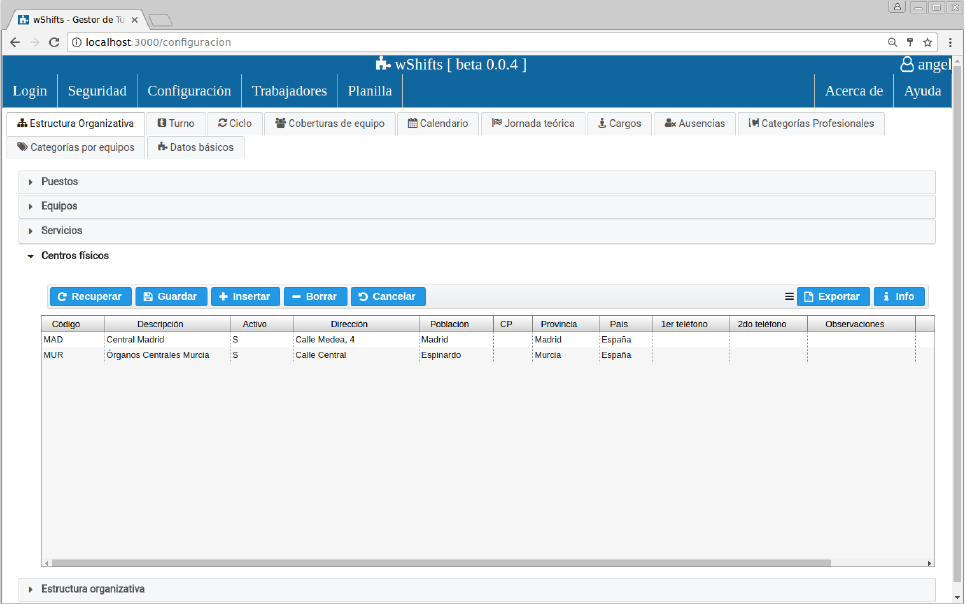 wShifts - Gestor de Tu
localhost:3000/configuracion
wShifts [ beta 0.0.4 ]
angel
Login Seguridad Configuración Trabajadores Planilla Acerca de Ayuda
Estructura Organizativa Turno Ciclo Coberturas de equipo Calendario Jornada teórica Cargos Ausencias Categorías Profesionales
Categorías por equipos Datos básicos
Puestos
Equipos
Servicios
Centros físicos
Recuperar Guardar Insertar Borrar Cancelar Exportar Info
Código Descripción Activo Dirección Población CP Provincia País 1er teléfono 2do teléfono Observaciones
MAD Central Madrid S Calle Medea, 4 Madrid Madrid España
MUR Órganos Centrales Murcia S Calle Central Espinardo Murcia España
Estructura organizativa